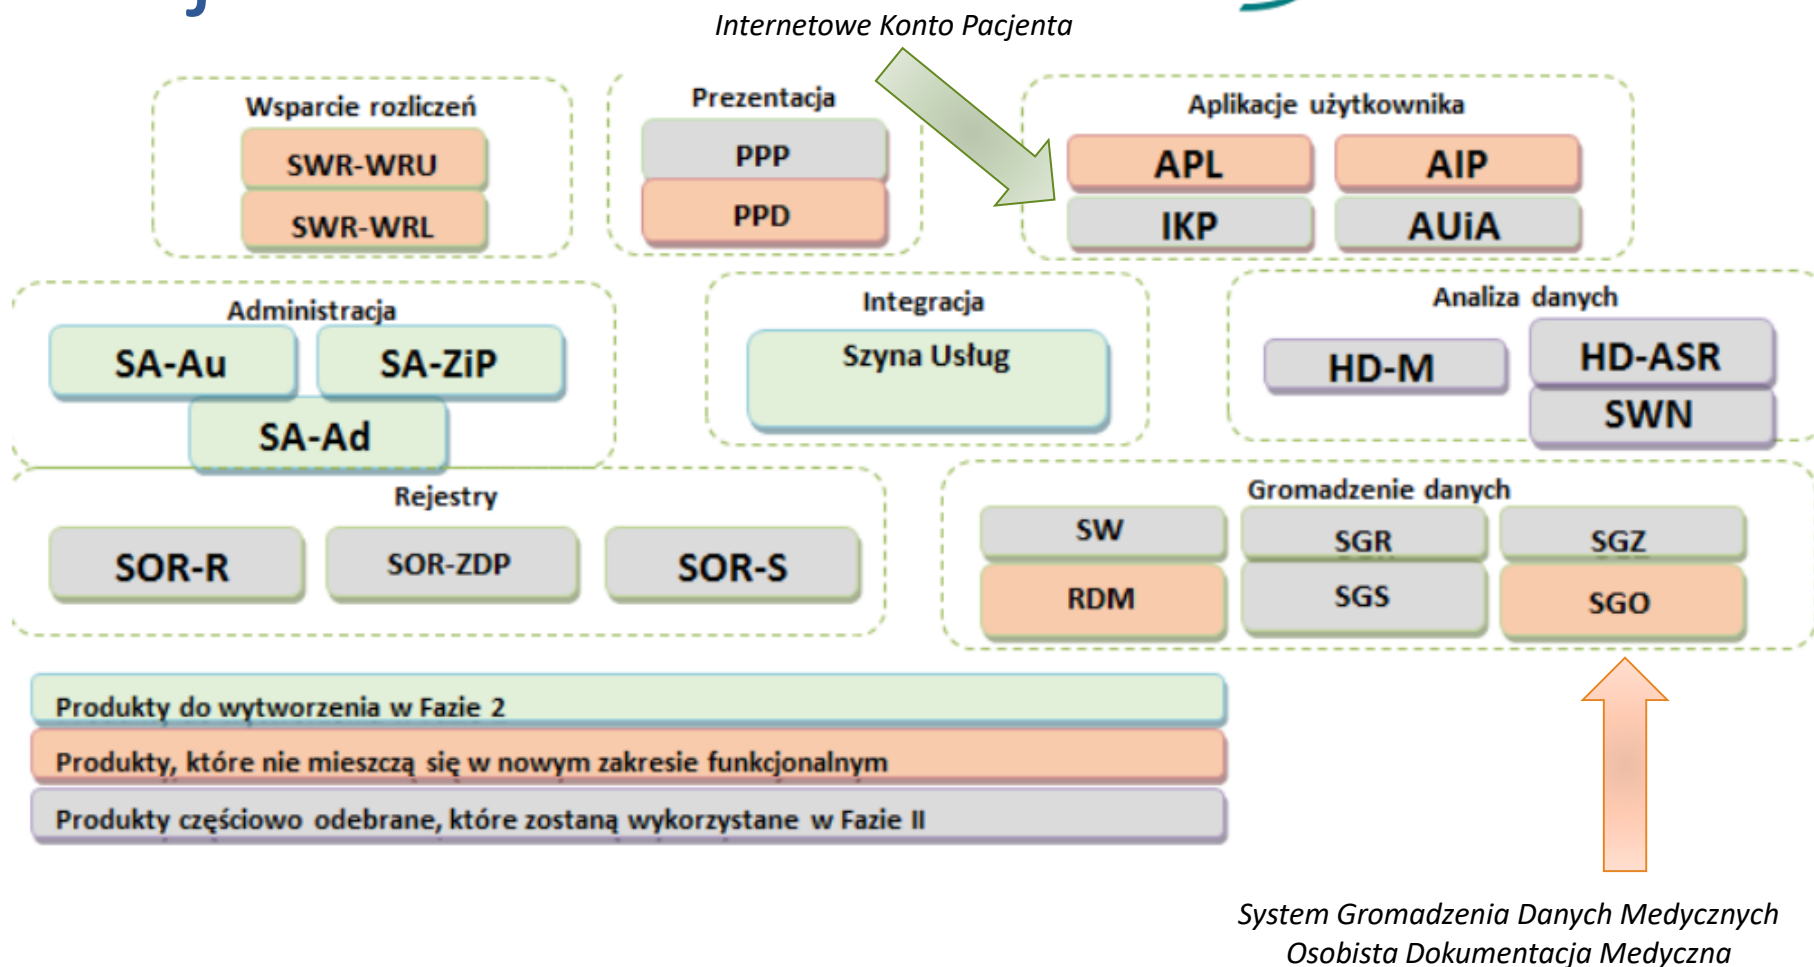 Internetowe Konto Pacjenta
Wsparcie rozliczeń
SWR-WRU
SWR-WRL
Prezentacja
PPP
PPD
Aplikacje użytkownika
APL
AIP
IKP
AUiA
Administracja
SA-Au
SA-ZiP
SA-Ad
Integracja
Szyna Usług
Analiza danych
HD-M
HD-ASR
SWN
Rejestry
SOR-R
SOR-ZDP
SOR-S
Gromadzenie danych
SW
SGR
SGZ
RDM
SGS
SGO
Produkty do wytworzenia w Fazie 2
Produkty, które nie mieszczą się w nowym zakresie funkcjonalnym
Produkty częściowo odebrane, które zostaną wykorzystane w Fazie II
System Gromadzenia Danych Medycznych
Osobista Dokumentacja Medyczna